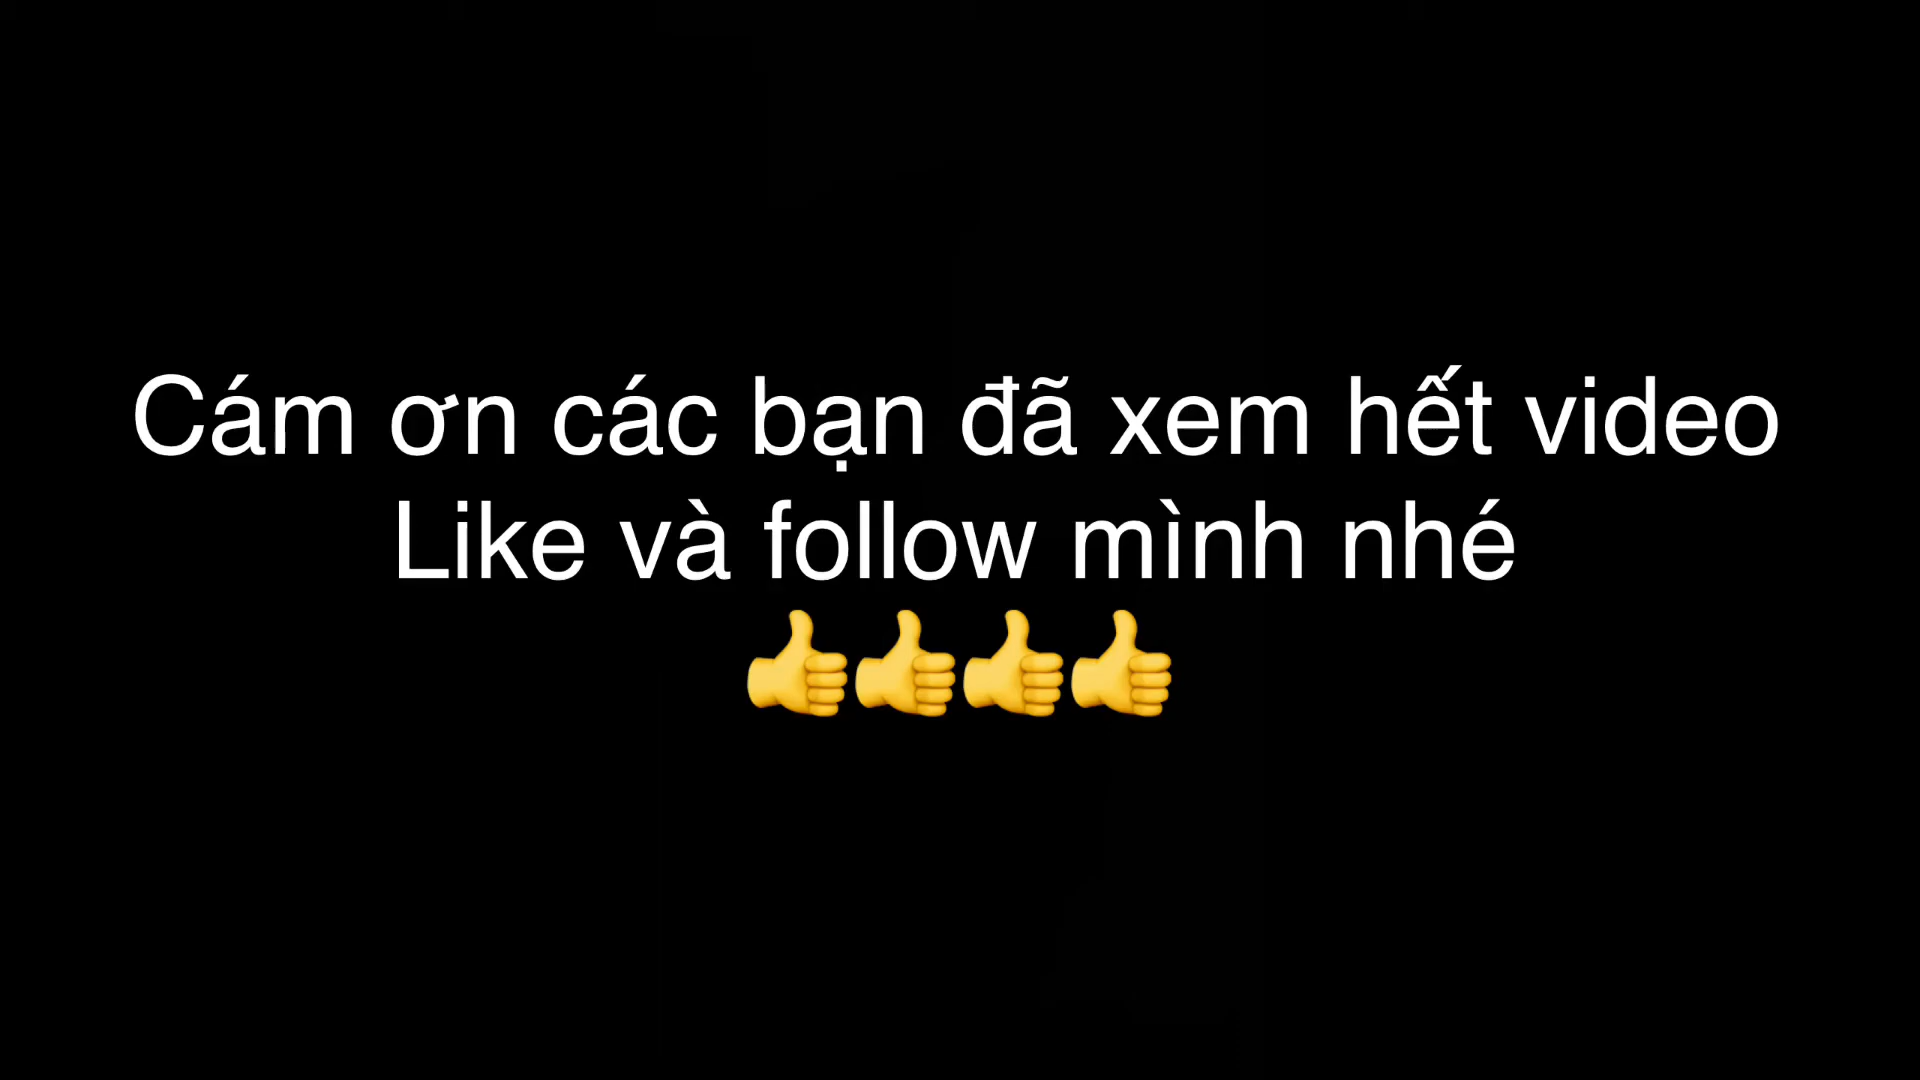 Cám ơn các bạn đã xem hết video
Like và follow mình nhé
👍👍👍👍